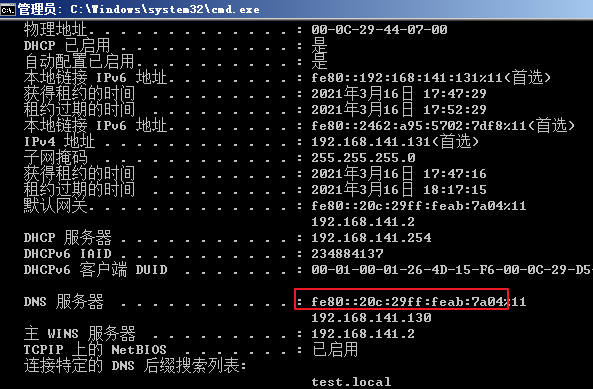 管理员: C:\Windows\system32\cmd.exe
物理地址. . . . . . . . . . . . . : 00-0C-29-44-07-00
DHCP 已启用 . . . . . . . . . . . : 是
自动配置已启用. . . . . . . . . . : 是
本地链接 IPv6 地址. . . . . . . . : fe80::192:168:141:131%11(首选)
获得租约的时间 . . . . . . . . . : 2021年3月16日 17:47:29
租约过期的时间 . . . . . . . . . : 2021年3月16日 17:52:29
本地链接 IPv6 地址. . . . . . . . : fe80::2462:a95:5702:7df8%11(首选)
IPv4 地址 . . . . . . . . . . . . : 192.168.141.131(首选)
子网掩码 . . . . . . . . . . . . : 255.255.255.0
获得租约的时间 . . . . . . . . . : 2021年3月16日 17:47:16
租约过期的时间 . . . . . . . . . : 2021年3月16日 18:17:15
默认网关. . . . . . . . . . . . . : fe80::20c:29ff:feab:7a04%11
192.168.141.2
DHCP 服务器 . . . . . . . . . . . : 192.168.141.254
DHCPv6 IAID . . . . . . . . . . . : 234884137
DHCPv6 客户端 DUID . . . . . . . : 00-01-00-01-26-4D-15-F6-00-0C-29-D5-
DNS 服务器 . . . . . . . . . . . : fe80::20c:29ff:feab:7a04%11
192.168.141.130
主 WINS 服务器 . . . . . . . . . : 192.168.141.2
TCPIP 上的 NetBIOS . . . . . . . : 已启用
连接特定的 DNS 后缀搜索列表:
test.local